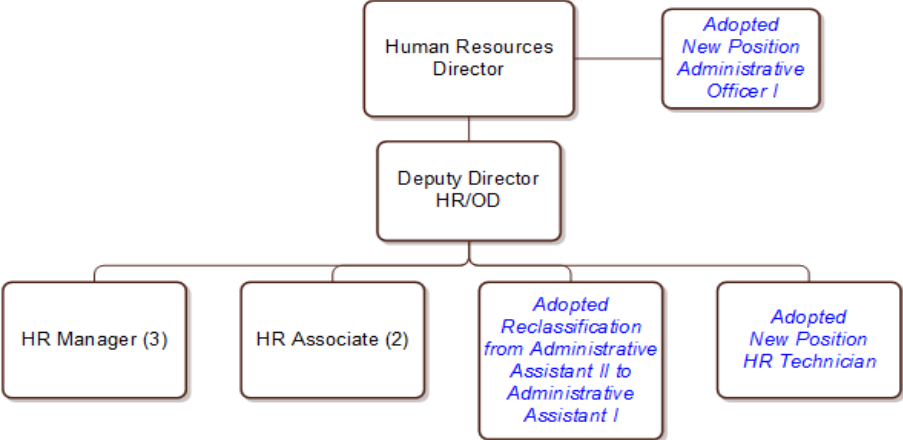 Human Resources
Director
Adopted
New Position
Administrative
Officer I
Deputy Director
HR/OD
HR Manager (3)
HR Associate (2)
Adopted
Reclassification
from Administrative
Assistant II to
Administrative
Assistant I
Adopted
New Position
HR Technician